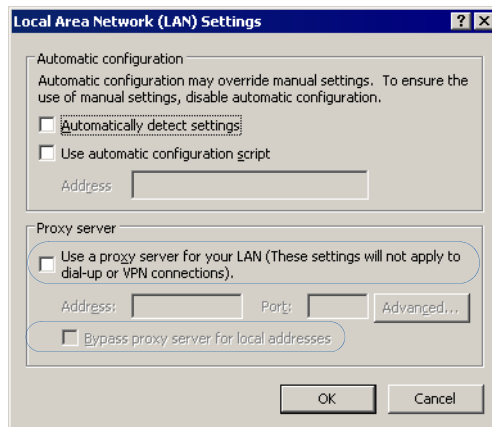 Local Area Network (LAN) Settings
Automatic configuration
Automatic configuration may override manual settings. To ensure the
use of manual settings, disable automatic configuration.
Automatically detect settings
Use automatic configuration script
Address
Proxy server
Use a proxy server for your LAN (These settings will not apply to
dial-up or VPN connections).
Address: Port: Advanced...
Bypass proxy server for local addresses
OK Cancel